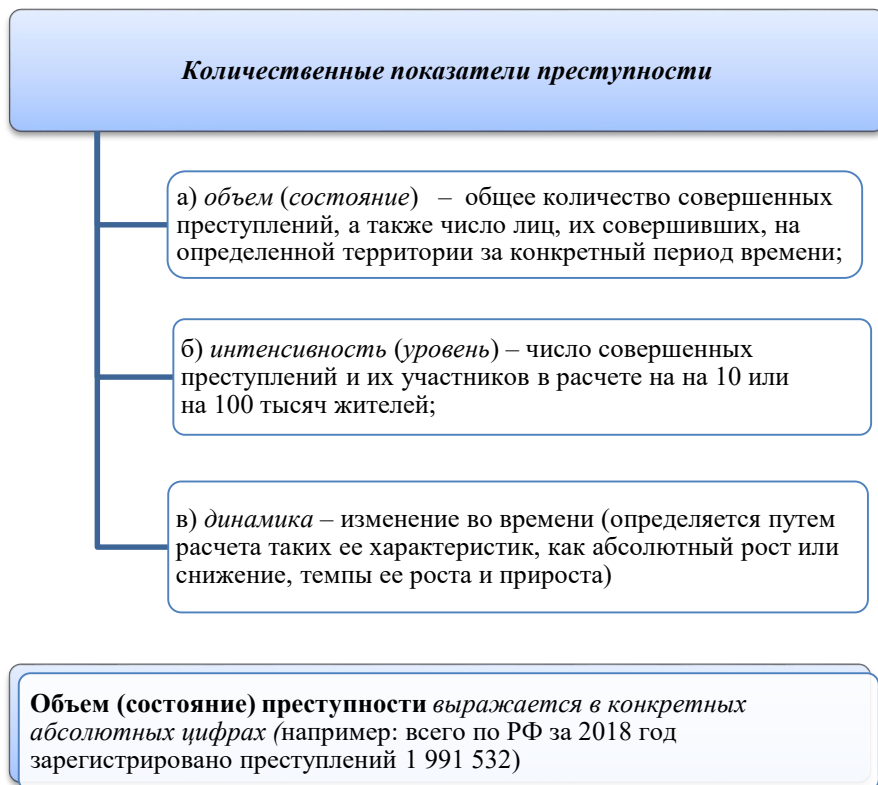 Количественные показатели преступности
а) объем (состояние) – общее количество совершенных
преступлений, а также число лиц, их совершивших, на
определенной территории за конкретный период времени;
б) интенсивность (уровень) – число совершенных
преступлений и их участников в расчете на на 10 или
на 100 тысяч жителей;
в) динамика – изменение во времени (определяется путем
расчета таких ее характеристик, как абсолютный рост или
снижение, темпы ее роста и прироста)
Объем (состояние) преступности выражается в конкретных
абсолютных цифрах (например: всего по РФ за 2018 год
зарегистрировано преступлений 1 991 532)